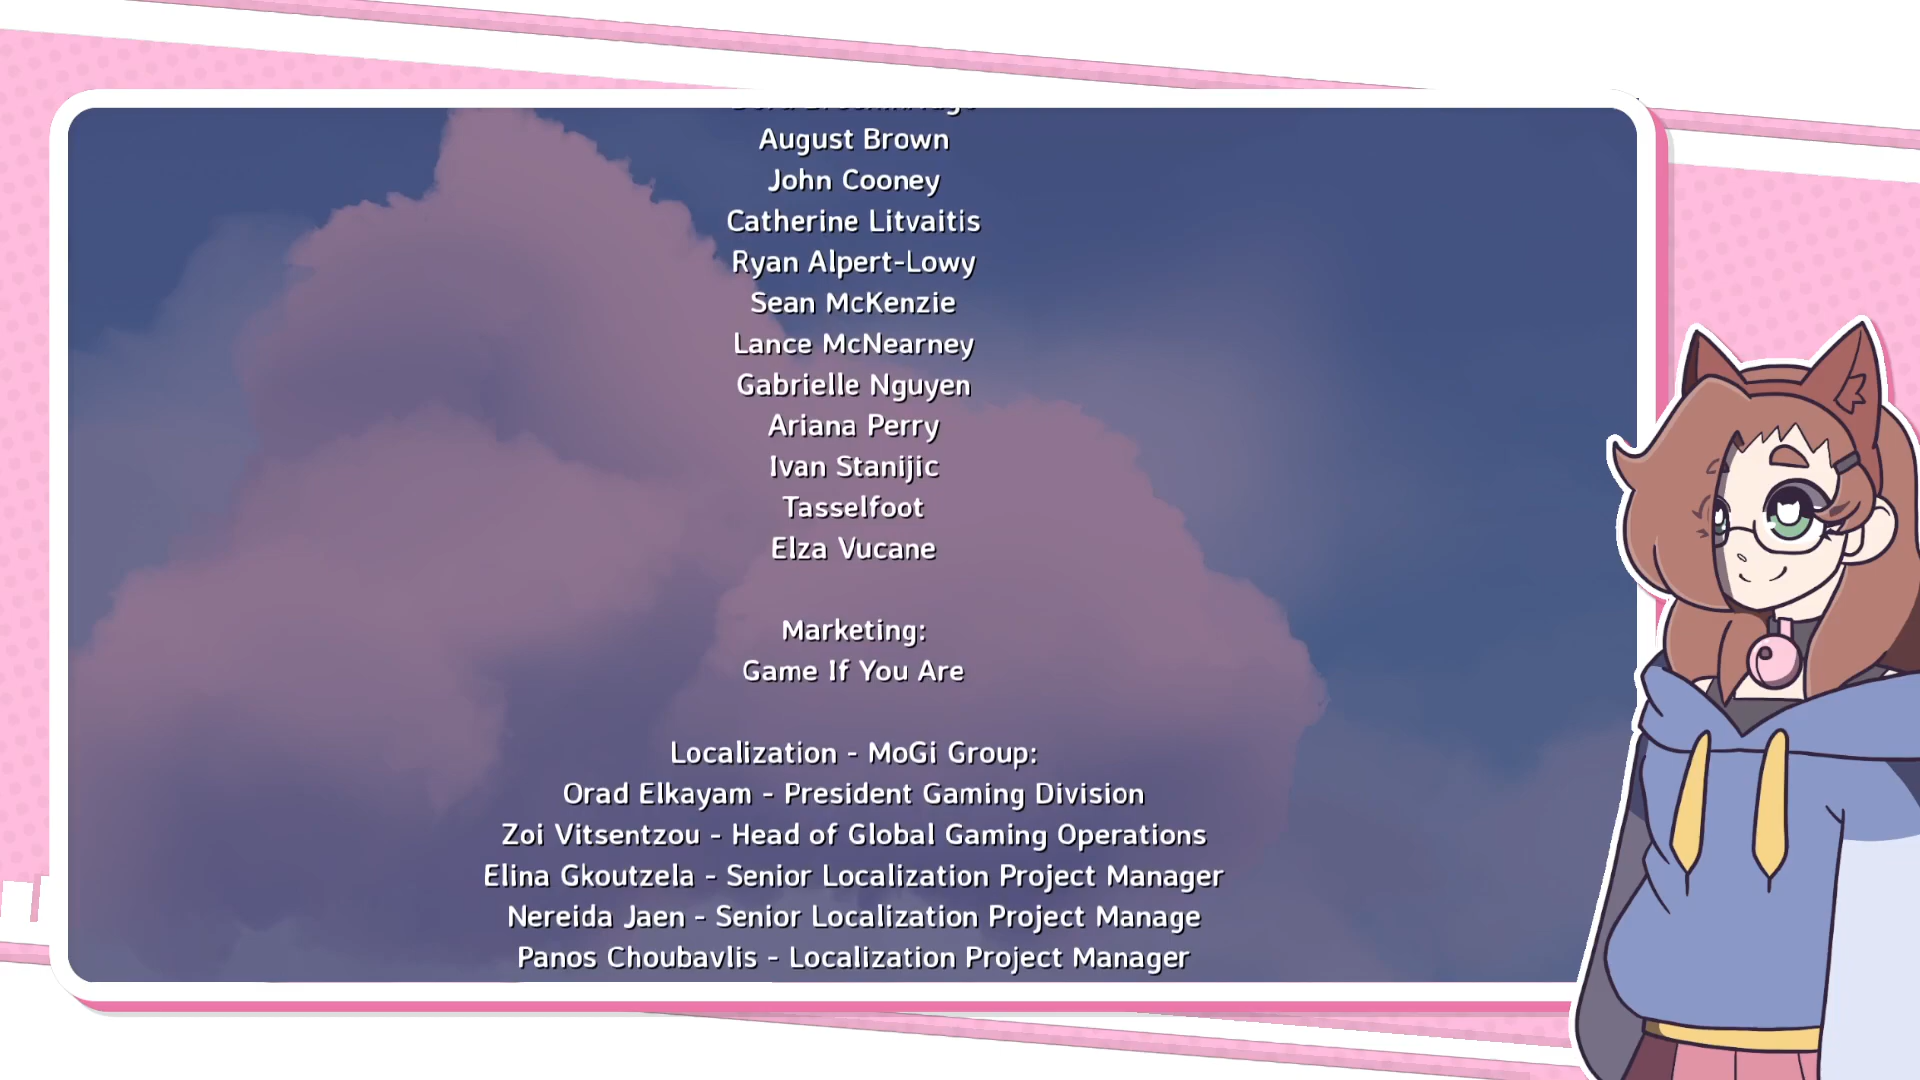 August Brown
John Cooney
Catherine Litvaitis
Ryan Alpert-Lowy
Sean McKenzie
Lance McNearney
Gabrielle Nguyen
Ariana Perry
Ivan Stanijic
Tasselfoot
Elza Vucane
Marketing:
Game If You Are
Localization - MoGi Group:
Orad Elkayam - President Gaming Division
Zoi Vitsentzou - Head of Global Gaming Operations
Elina Gkoutzela - Senior Localization Project Manager
Nereida Jaen - Senior Localization Project Manage
Panos Choubavlis - Localization Project Manager